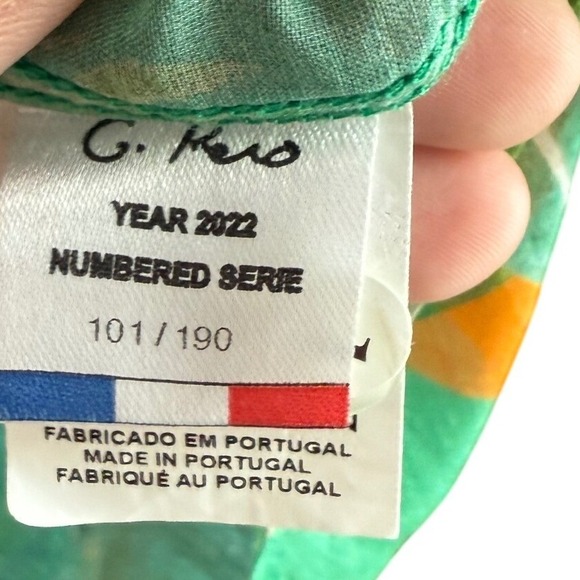 G. Kero
YEAR 2022
NUMBERED SERIE
101 / 190
FABRICADO EM PORTUGAL
MADE IN PORTUGAL
FABRIQUÉ AU PORTUGAL